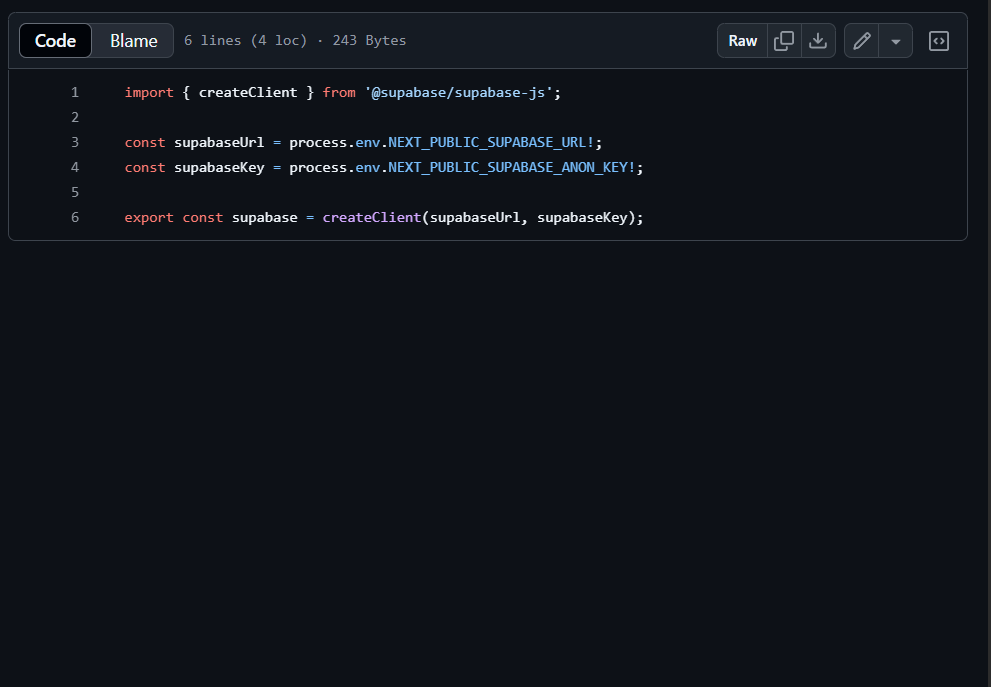 Code Blame 6 lines (4 loc) · 243 Bytes Raw
1 import { createClient } from '@supabase/supabase-js';
2
3 const supabaseUrl = process.env.NEXT_PUBLIC_SUPABASE_URL!;
4 const supabaseKey = process.env.NEXT_PUBLIC_SUPABASE_ANON_KEY!;
5
6 export const supabase = createClient(supabaseUrl, supabaseKey);